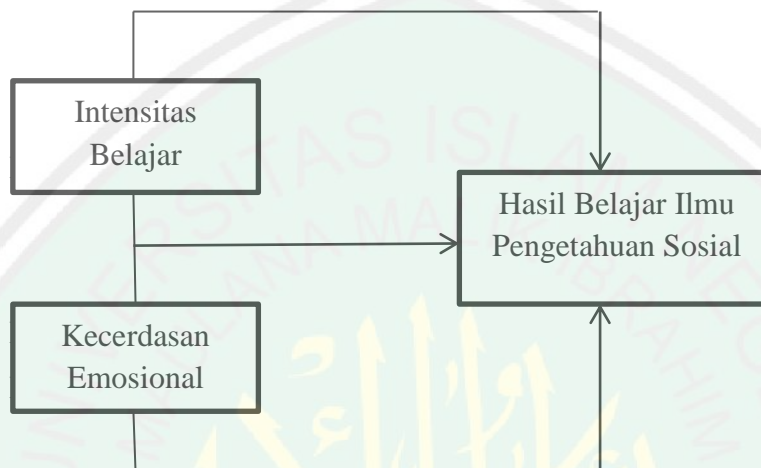 Intensitas
Belajar
Hasil Belajar Ilmu
Pengetahuan Sosial
Kecerdasan
Emosional